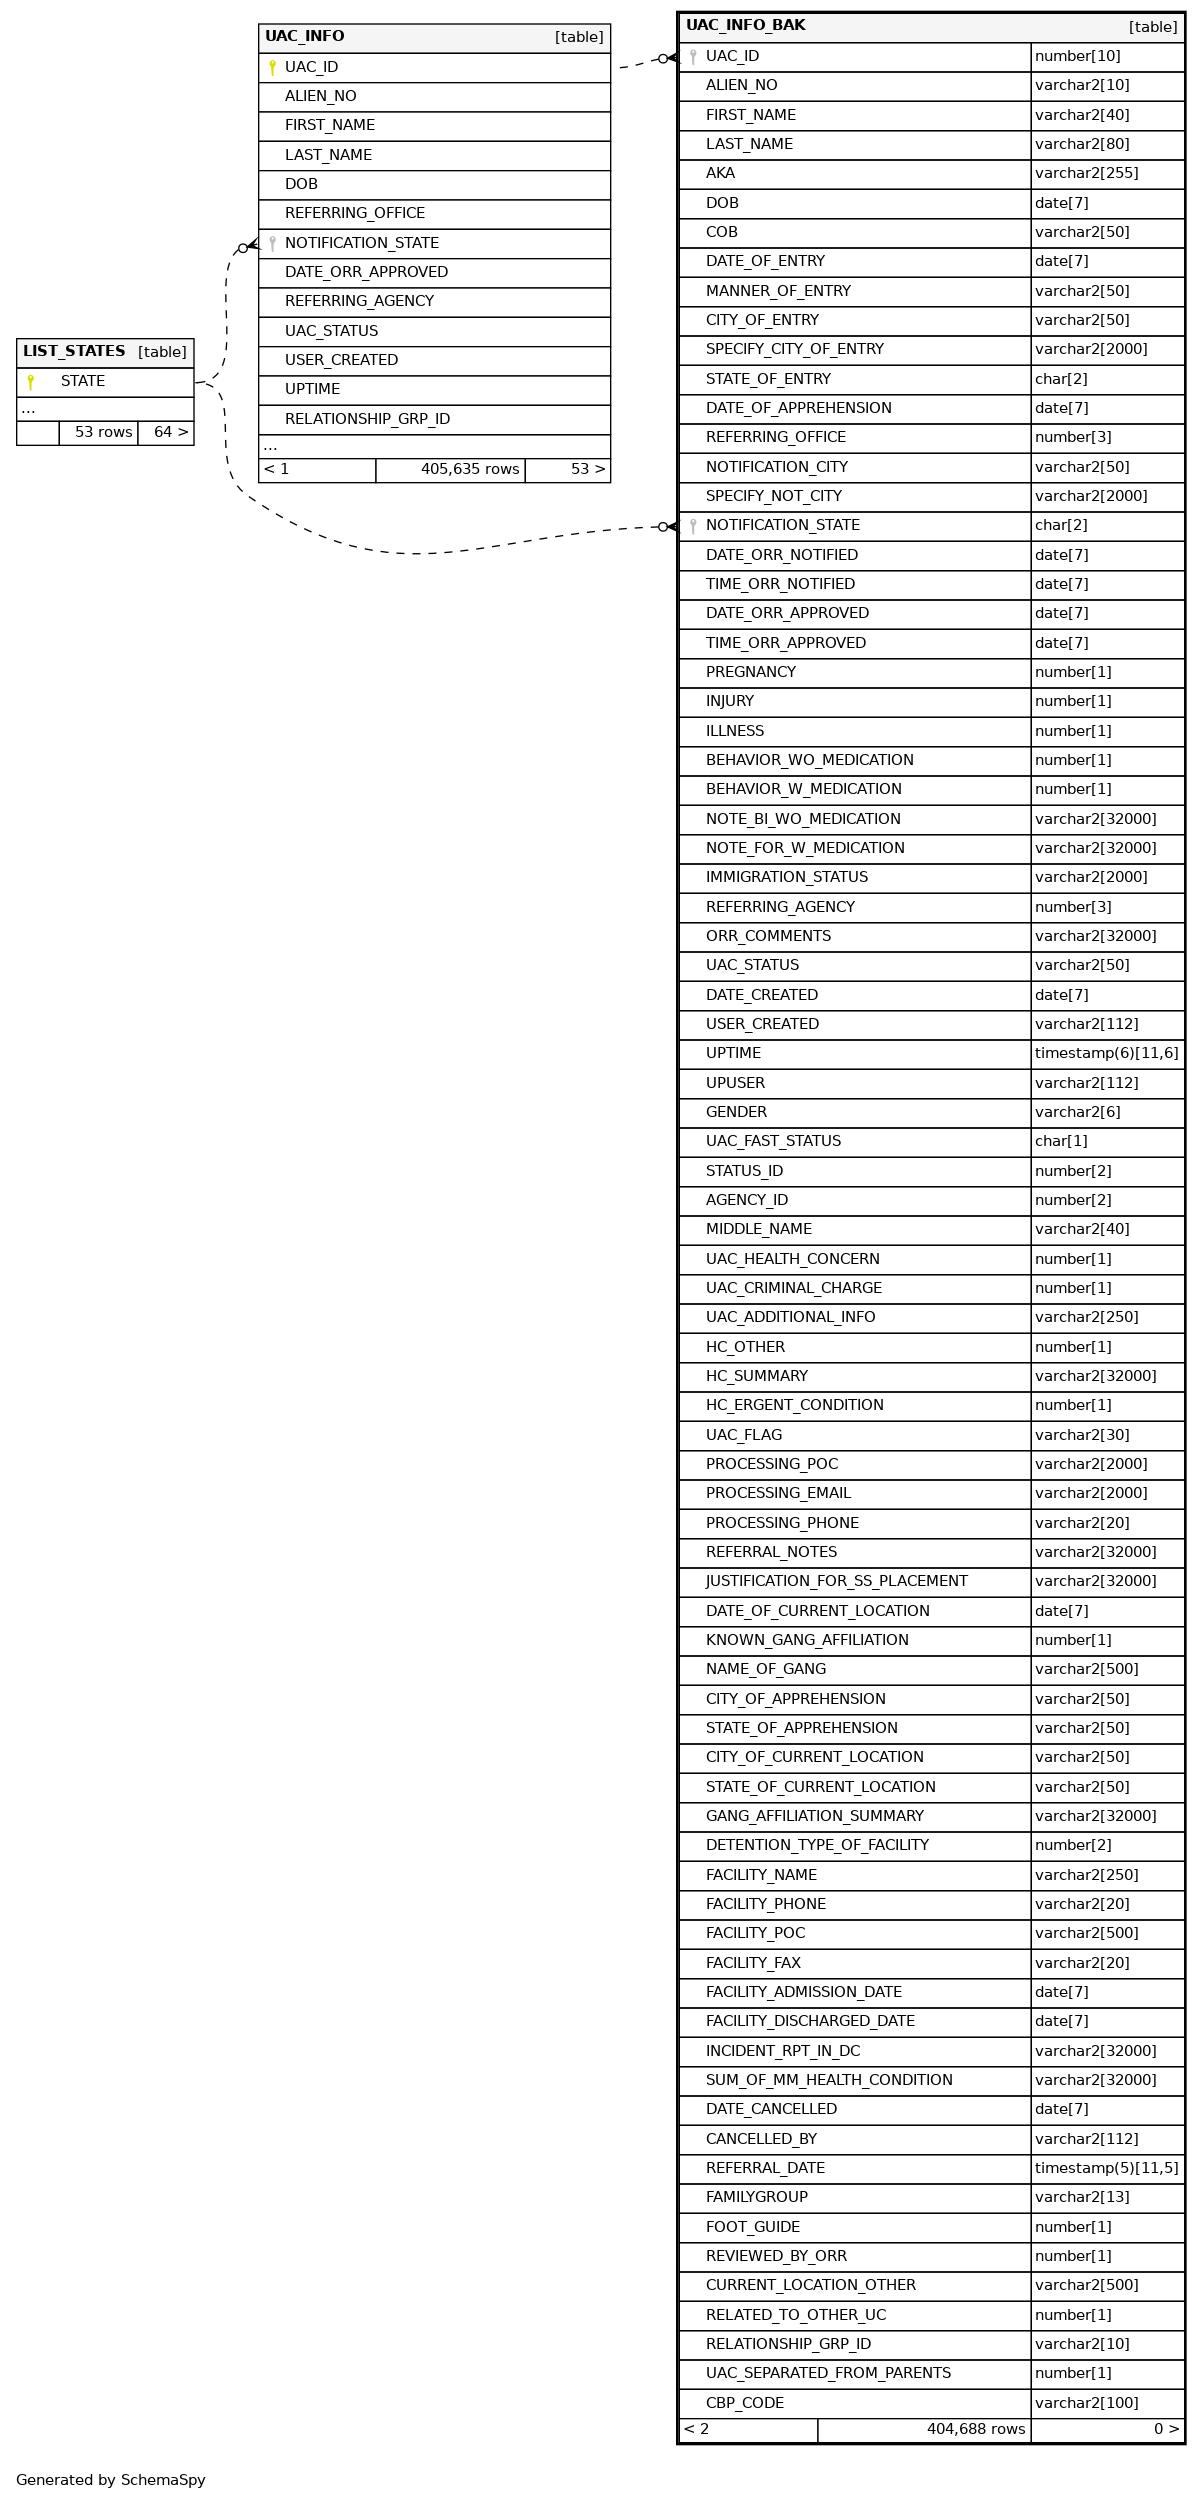 UAC_INFO [table]
UAC_ID
ALIEN_NO
FIRST_NAME
LAST_NAME
DOB
REFERRING_OFFICE
NOTIFICATION_STATE
DATE_ORR_APPROVED
REFERRING_AGENCY
UAC_STATUS
USER_CREATED
UPTIME
RELATIONSHIP_GRP_ID
...
< 1 405,635 rows 53 >
LIST_STATES [table]
STATE
...
53 rows 64 >
UAC_INFO_BAK [table]
UAC_ID number[10]
ALIEN_NO varchar2[10]
FIRST_NAME varchar2[40]
LAST_NAME varchar2[80]
AKA varchar2[255]
DOB date[7]
COB varchar2[50]
DATE_OF_ENTRY date[7]
MANNER_OF_ENTRY varchar2[50]
CITY_OF_ENTRY varchar2[50]
SPECIFY_CITY_OF_ENTRY varchar2[2000]
STATE_OF_ENTRY char[2]
DATE_OF_APPREHENSION date[7]
REFERRING_OFFICE number[3]
NOTIFICATION_CITY varchar2[50]
SPECIFY_NOT_CITY varchar2[2000]
NOTIFICATION_STATE char[2]
DATE_ORR_NOTIFIED date[7]
TIME_ORR_NOTIFIED date[7]
DATE_ORR_APPROVED date[7]
TIME_ORR_APPROVED date[7]
PREGNANCY number[1]
INJURY number[1]
ILLNESS number[1]
BEHAVIOR_WO_MEDICATION number[1]
BEHAVIOR_W_MEDICATION number[1]
NOTE_BI_WO_MEDICATION varchar2[32000]
NOTE_FOR_W_MEDICATION varchar2[32000]
IMMIGRATION_STATUS varchar2[2000]
REFERRING_AGENCY number[3]
ORR_COMMENTS varchar2[32000]
UAC_STATUS varchar2[50]
DATE_CREATED date[7]
USER_CREATED varchar2[112]
UPTIME timestamp(6)[11,6]
UPUSER varchar2[112]
GENDER varchar2[6]
UAC_FAST_STATUS char[1]
STATUS_ID number[2]
AGENCY_ID number[2]
MIDDLE_NAME varchar2[40]
UAC_HEALTH_CONCERN number[1]
UAC_CRIMINAL_CHARGE number[1]
UAC_ADDITIONAL_INFO varchar2[250]
HC_OTHER number[1]
HC_SUMMARY varchar2[32000]
HC_ERGENT_CONDITION number[1]
UAC_FLAG varchar2[30]
PROCESSING_POC varchar2[2000]
PROCESSING_EMAIL varchar2[2000]
PROCESSING_PHONE varchar2[20]
REFERRAL_NOTES varchar2[32000]
JUSTIFICATION_FOR_SS_PLACEMENT varchar2[32000]
DATE_OF_CURRENT_LOCATION date[7]
KNOWN_GANG_AFFILIATION number[1]
NAME_OF_GANG varchar2[500]
CITY_OF_APPREHENSION varchar2[50]
STATE_OF_APPREHENSION varchar2[50]
CITY_OF_CURRENT_LOCATION varchar2[50]
STATE_OF_CURRENT_LOCATION varchar2[50]
GANG_AFFILIATION_SUMMARY varchar2[32000]
DETENTION_TYPE_OF_FACILITY number[2]
FACILITY_NAME varchar2[250]
FACILITY_PHONE varchar2[20]
FACILITY_POC varchar2[500]
FACILITY_FAX varchar2[20]
FACILITY_ADMISSION_DATE date[7]
FACILITY_DISCHARGED_DATE date[7]
INCIDENT_RPT_IN_DC varchar2[32000]
SUM_OF_MM_HEALTH_CONDITION varchar2[32000]
DATE_CANCELLED date[7]
CANCELLED_BY varchar2[112]
REFERRAL_DATE timestamp(5)[11,5]
FAMILYGROUP varchar2[13]
FOOT_GUIDE number[1]
REVIEWED_BY_ORR number[1]
CURRENT_LOCATION_OTHER varchar2[500]
RELATED_TO_OTHER_UC number[1]
RELATIONSHIP_GRP_ID varchar2[10]
UAC_SEPARATED_FROM_PARENTS number[1]
CBP_CODE varchar2[100]
< 2 404,688 rows 0 >
Generated by SchemaSpy